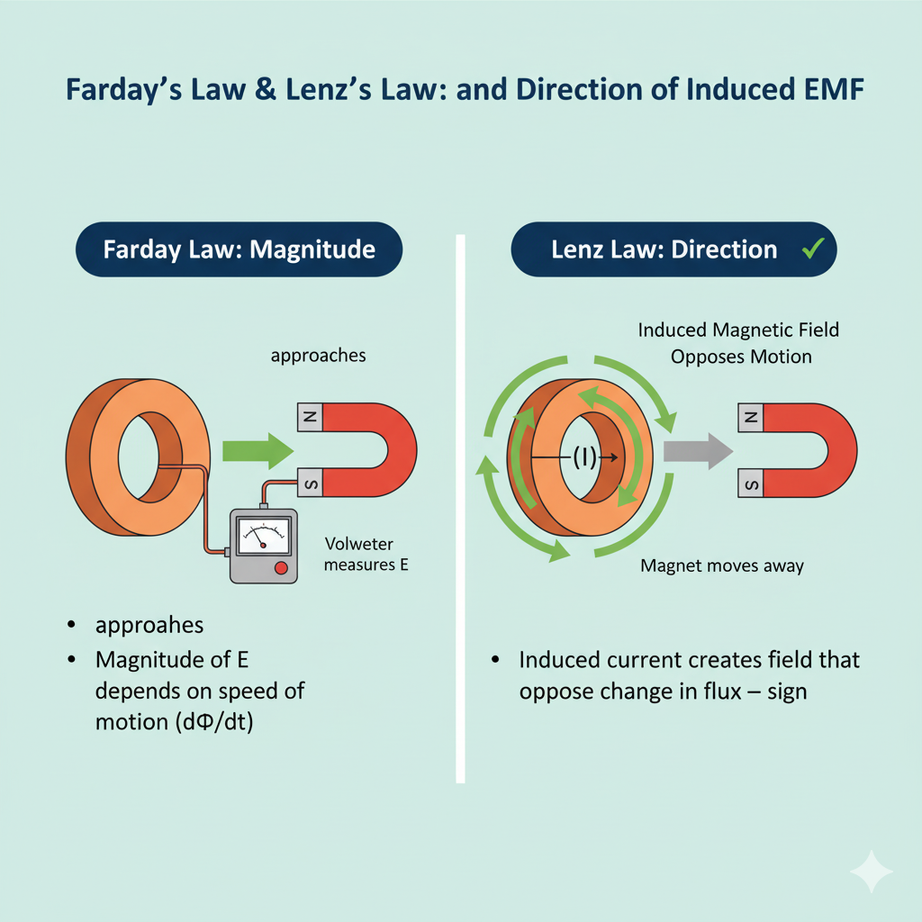 Farday's Law & Lenz's Law: and Direction of Induced EMF
Farday Law: Magnitude
approaches
N
S
Volweter
measures E
• approahes
• Magnitude of E
depends on speed of
motion (dΦ/dt)
Lenz Law: Direction ✓
Induced Magnetic Field
Opposes Motion
(I)
N
S
Magnet moves away
• Induced current creates field that
oppose change in flux – sign